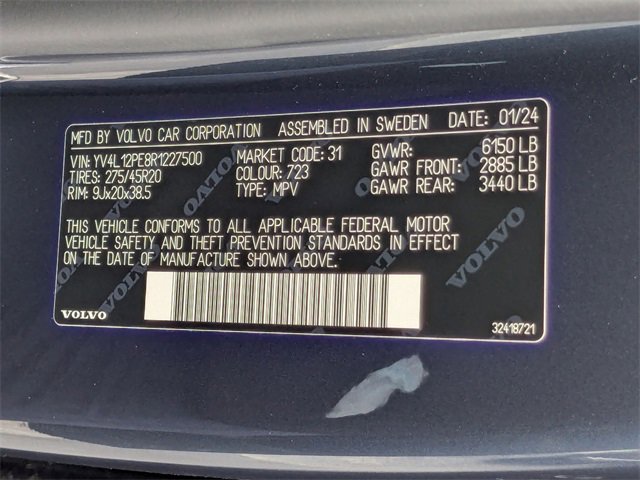 MFD BY VOLVO CAR CORPORATION ASSEMBLED IN SWEDEN DATE: 01/24
VIN: YV4L12PE8R1227500 MARKET CODE: 31 GVWR: 6150 LB
TIRES: 275/45R20 COLOUR: 723 GAWR FRONT: 2885 LB
RIM: 9Jx20x38.5 TYPE: MPV GAWR REAR: 3440 LB
THIS VEHICLE CONFORMS TO ALL APPLICABLE FEDERAL MOTOR
VEHICLE SAFETY AND THEFT PREVENTION STANDARDS IN EFFECT
ON THE DATE OF MANUFACTURE SHOWN ABOVE.
VOLVO 32418721